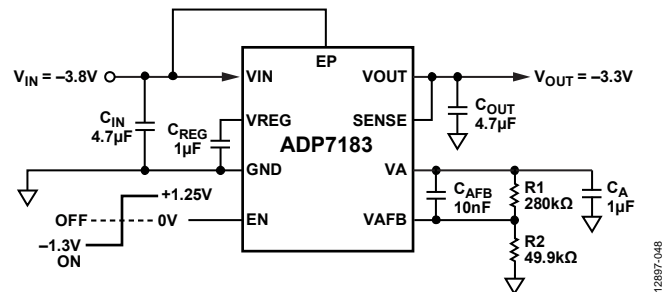 EP
V_IN = –3.8V
VIN
VOUT
V_OUT = –3.3V
C_IN
4.7µF
C_REG
1µF
VREG
SENSE
C_OUT
4.7µF
ADP7183
GND
VA
+1.25V
C_AFB
10nF
R1
280kΩ
C_A
1µF
OFF
0V
EN
VAFB
–1.3V
ON
R2
49.9kΩ
12897-048